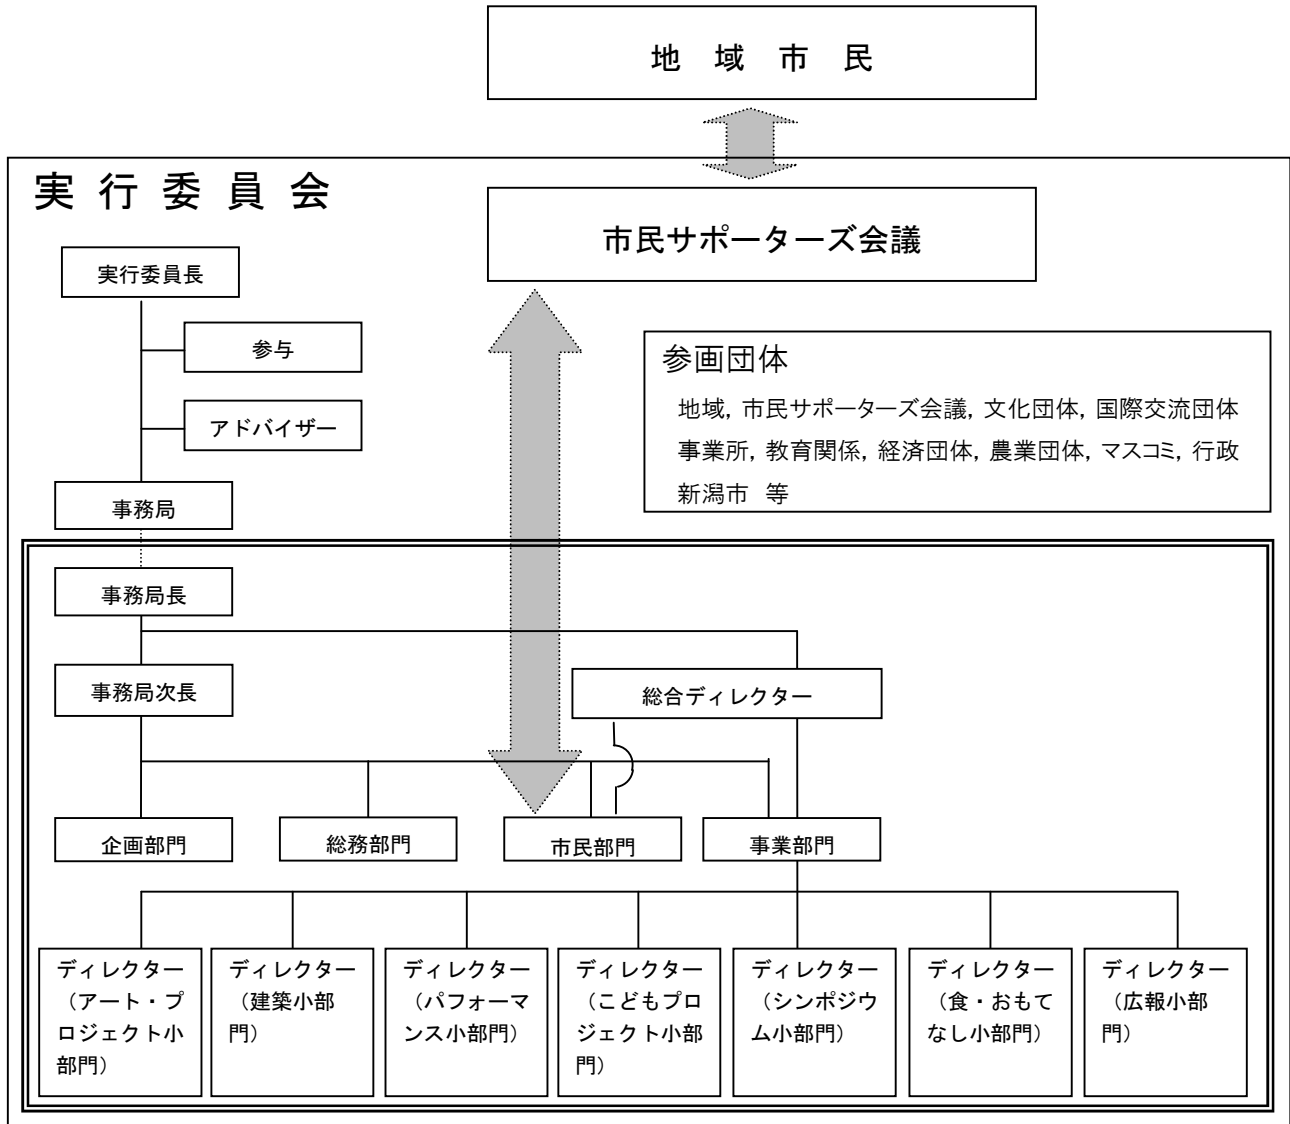 地　域　市　民
実 行 委 員 会
市民サポーターズ会議
実行委員長
参与
アドバイザー
事務局
参画団体
地域, 市民サポーターズ会議, 文化団体, 国際交流団体
事業所, 教育関係, 経済団体, 農業団体, マスコミ, 行政
新潟市　等
事務局長
事務局次長
総合ディレクター
企画部門
総務部門
市民部門
事業部門
ディレクター
（アート・プ
ロジェクト小
部門）
ディレクター
（建築小部
門）
ディレクター
（パフォーマ
ンス小部門）
ディレクター
（こどもプロ
ジェクト小部
門）
ディレクター
（シンポジウ
ム小部門）
ディレクター
（食・おもて
なし小部門）
ディレクター
（広報小部
門）